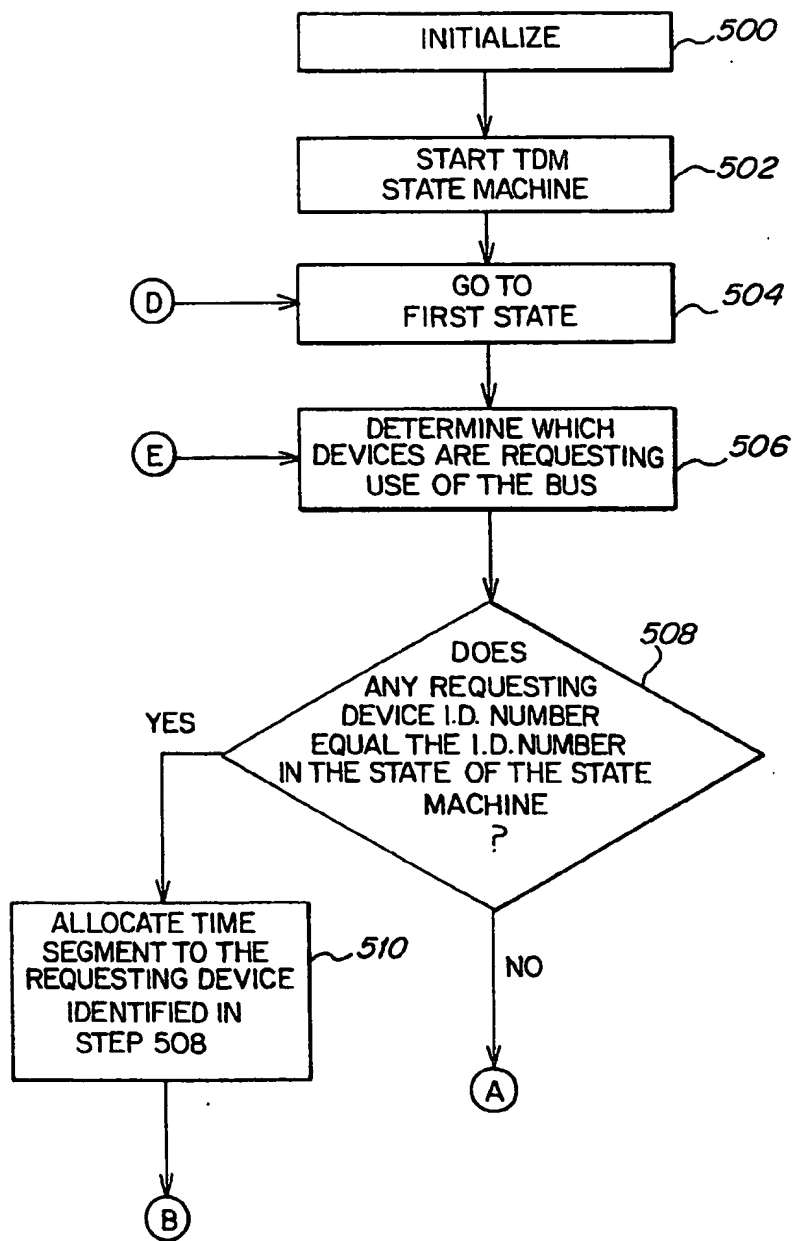 INITIALIZE
500
START TDM
STATE MACHINE
502
D
GO TO
FIRST STATE
504
E
DETERMINE WHICH
DEVICES ARE REQUESTING
USE OF THE BUS
506
DOES
ANY REQUESTING
DEVICE I.D. NUMBER
EQUAL THE I.D. NUMBER
IN THE STATE OF THE STATE
MACHINE
?
508
YES
ALLOCATE TIME
SEGMENT TO THE
REQUESTING DEVICE
IDENTIFIED IN
STEP 508
510
NO
A
B